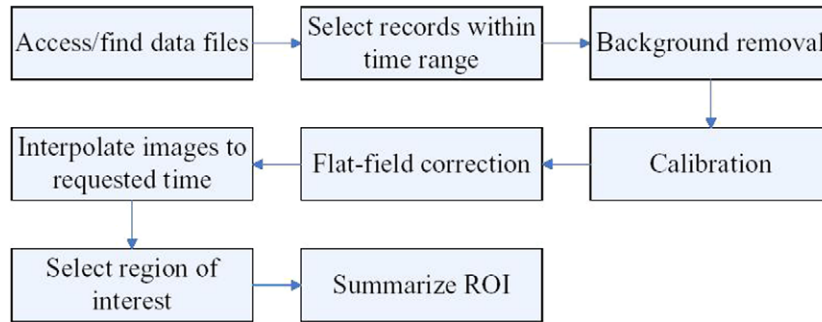 Access/find data files
Select records within
time range
Background removal
Interpolate images to
requested time
Flat-field correction
Calibration
Select region of
interest
Summarize ROI